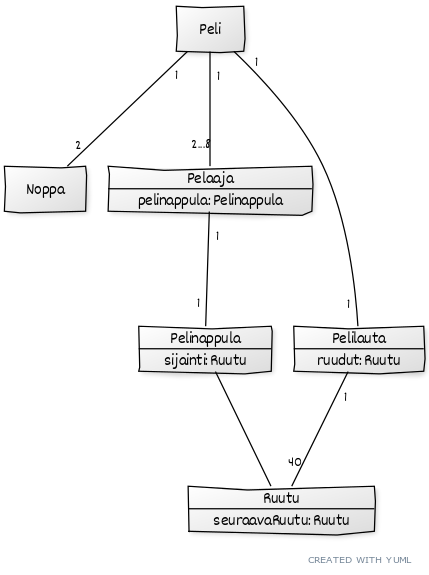 Peli
1
1
1
2
2...8
Noppa
Pelaaja
pelinappula: Pelinappula
1
1
1
Pelinappula
sijainti: Ruutu
Pelilauta
ruudut: Ruutu
1
40
Ruutu
seuraavaRuutu: Ruutu
CREATED WITH YUML